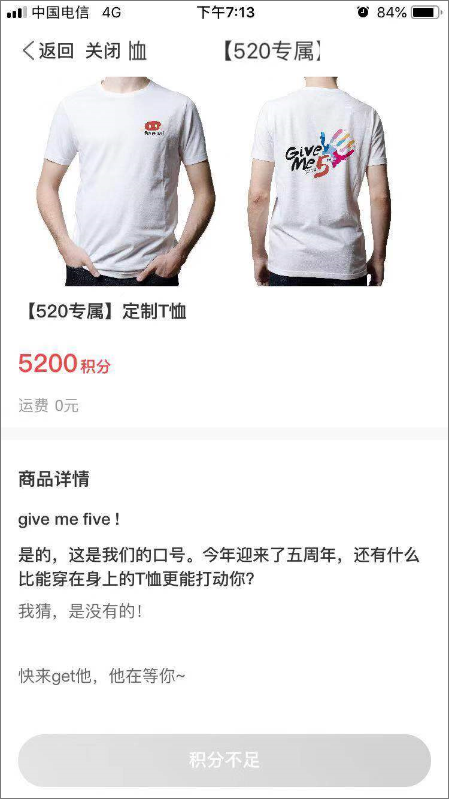 中国电信 4G 下午7:13 84%
返回 关闭 恤 【520专属】
Give
Me 5
【520专属】定制T恤
5200积分
运费 0元
商品详情
give me five !
是的，这是我们的口号。今年迎来了五周年，还有什么
比能穿在身上的T恤更能打动你？
我猜，是没有的！
快来get他，他在等你~
积分不足